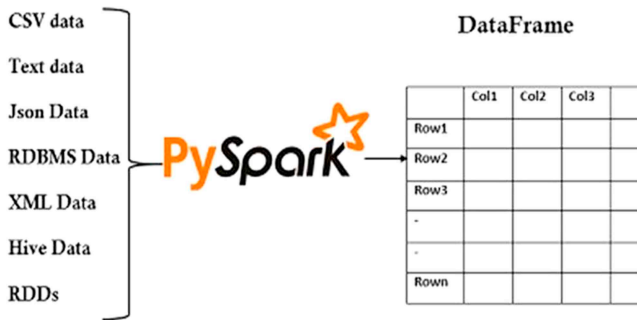 CSV data
Text data
Json Data
RDBMS Data
XML Data
Hive Data
RDDs
PySpark
DataFrame
Col1 Col2 Col3
Row1
Row2
Row3
-
-
Rown